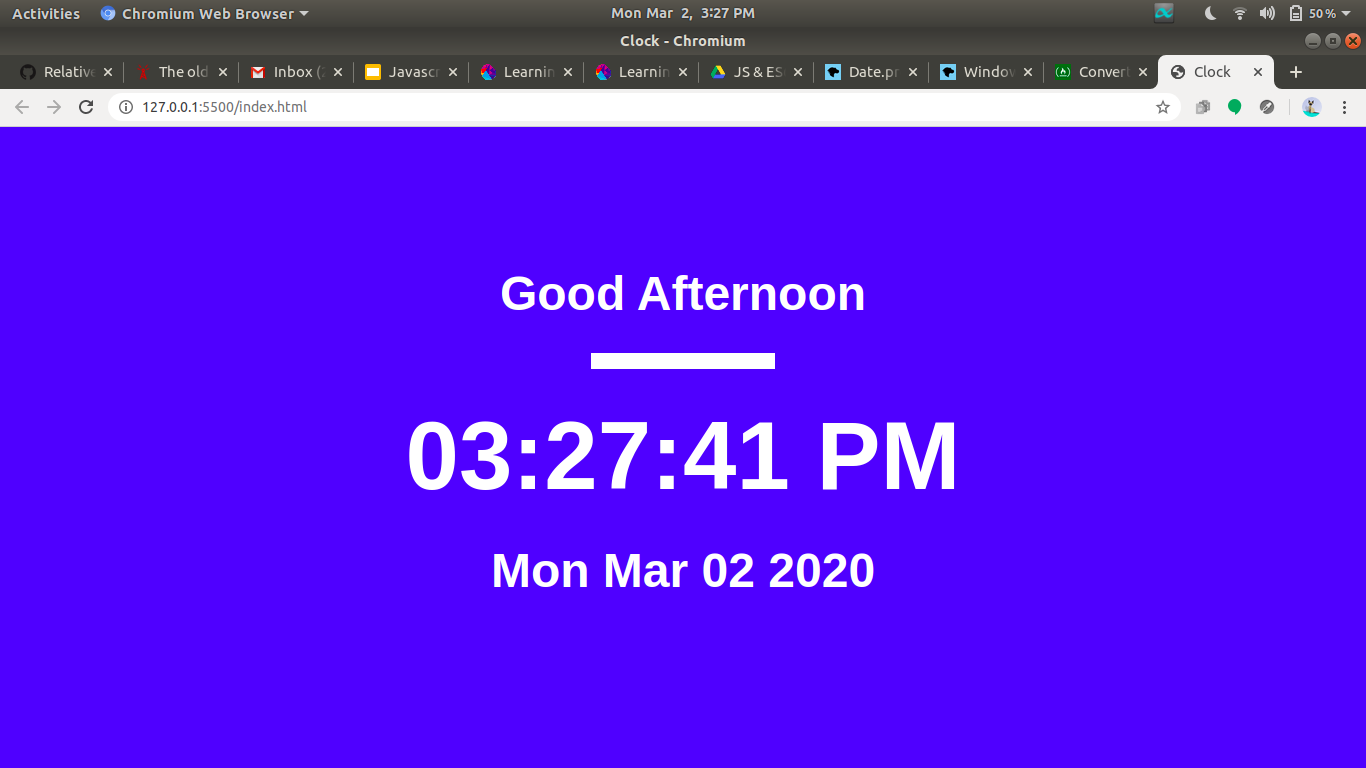 Activities Chromium Web Browser Mon Mar 2, 3:27 PM 50 %
Clock - Chromium
Relative The old Inbox (2 Javascr Learnin Learnin JS & ES Date.pr Window Convert Clock
127.0.0.1:5500/index.html
Good Afternoon
03:27:41 PM
Mon Mar 02 2020